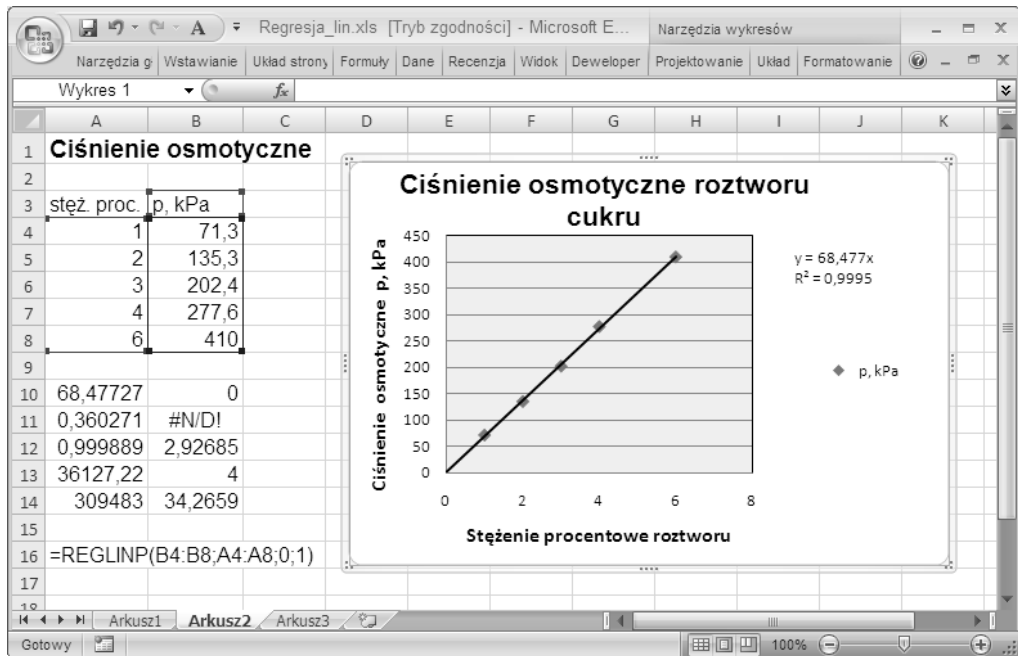 Regresja_lin.xls [Tryb zgodności] - Microsoft E... Narzędzia wykresów
Narzędzia g Wstawianie Układ strony Formuły Dane Recenzja Widok Deweloper Projektowanie Układ Formatowanie
Wykres 1 fx
A B C D E F G H I J K
1 Ciśnienie osmotyczne
2
3 stęż. proc. p, kPa
4 1 71,3
5 2 135,3
6 3 202,4
7 4 277,6
8 6 410
9
10 68,47727 0
11 0,360271 #N/D!
12 0,999889 2,92685
13 36127,22 4
14 309483 34,2659
15
16 =REGLINP(B4:B8;A4:A8;0;1)
17
18
Ciśnienie osmotyczne roztworu
cukru
Ciśnienie osmotyczne p, kPa
450
400
350
300
250
200
150
100
50
0
0 2 4 6 8
Stężenie procentowe roztworu
y = 68,477x
R² = 0,9995
p, kPa
Arkusz1 Arkusz2 Arkusz3
Gotowy 100%